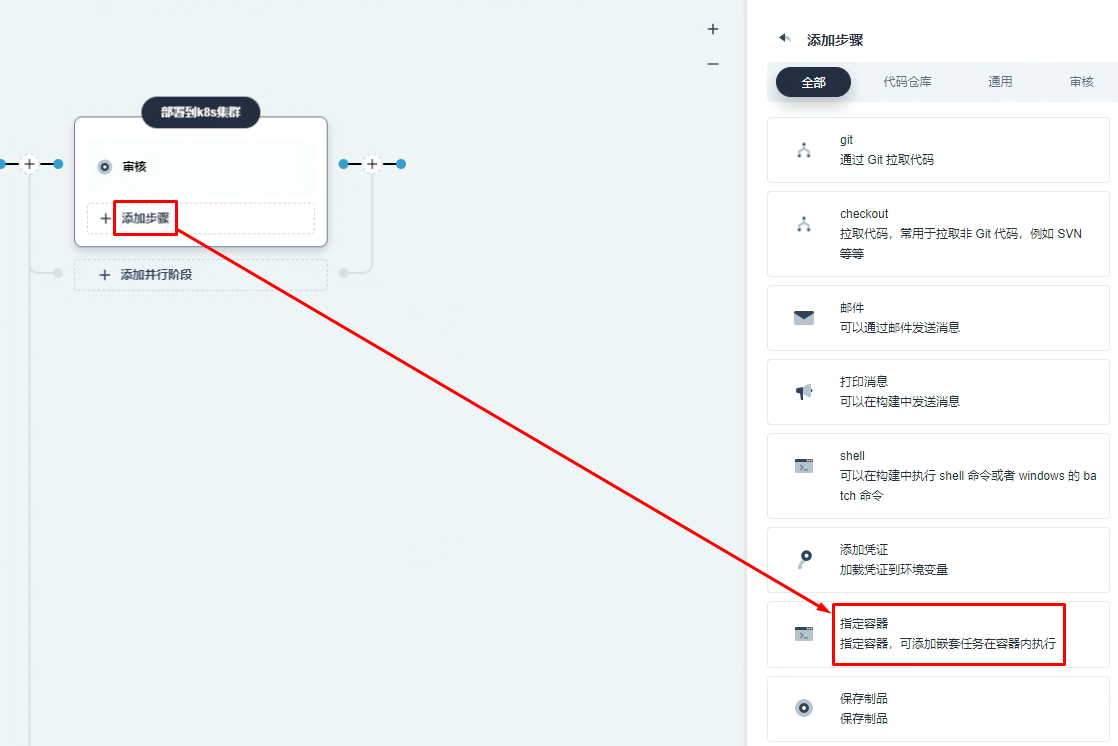 部署到k8s集群
审核
添加步骤
添加并行阶段
添加步骤
全部
代码仓库
通用
审核
git
通过 Git 拉取代码
checkout
拉取代码，常用于拉取非 Git 代码，例如 SVN
等等
邮件
可以通过邮件发送消息
打印消息
可以在构建中发送消息
shell
可以在构建中执行 shell 命令或者 windows 的 ba
tch 命令
添加凭证
加载凭证到环境变量
指定容器
指定容器，可添加嵌套任务在容器内执行
保存制品
保存制品